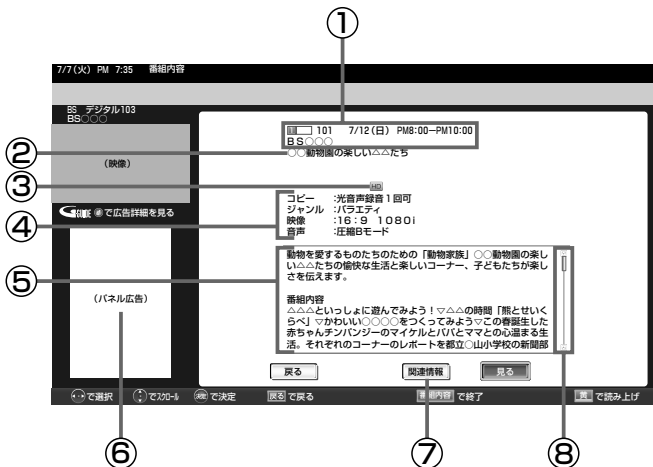 ①
7/7(火) PM 7:35 番組内容
BS デジタル103
BS○○○
101 7/12(日) PM8:00-PM10:00
BS○○○
②
○○動物園の楽しい△△たち
(映像)
③
HD
④
コピー :光音声録音1回可
ジャンル :バラエティ
映像 :16:9 1080i
音声 :圧縮Bモード
G GUIDE で広告詳細を見る
⑤
動物を愛するものたちのための「動物家族」○○動物園の楽し
い△△たちの愉快な生活と楽しいコーナー、子どもたちが楽し
さを伝えます。
番組内容
△△△といっしょに遊んでみよう!▽△△の時間「熊とせいく
らべ」▽かわいい○○○○をつくってみよう▽この春誕生した
赤ちゃんチンパンジーのマイケルとパパとママとの心温まる生
活。それぞれのコーナーのレポートを都立○山小学校の新聞部
(パネル広告)
戻る 関連情報 見る
で選択 でスクロール 決定 で決定 戻る で戻る 番組内容 で終了 黄 で読み上げ
⑥ ⑦ ⑧